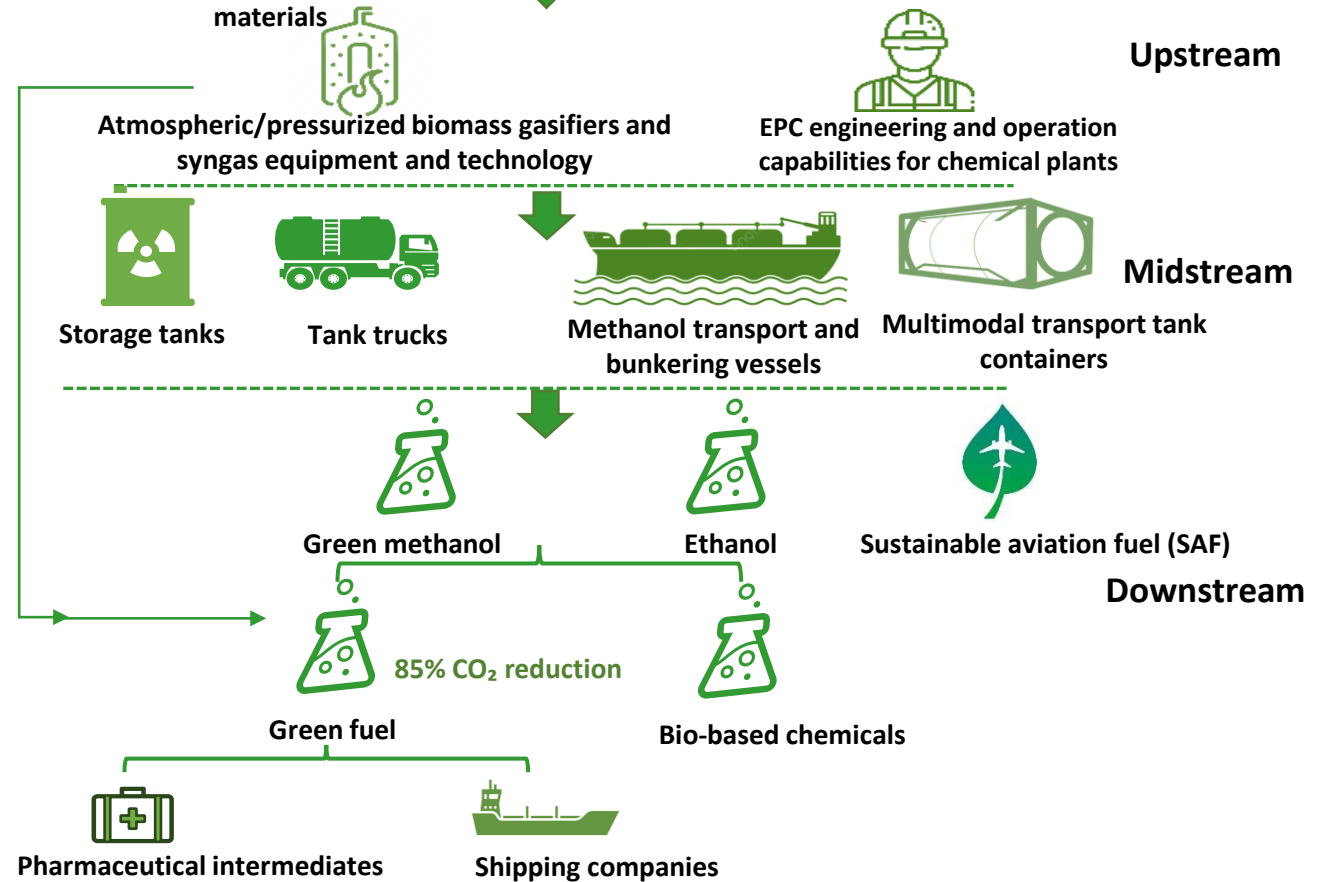 materials
Upstream
Atmospheric/pressurized biomass gasifiers and
syngas equipment and technology
EPC engineering and operation
capabilities for chemical plants
Midstream
Storage tanks
Tank trucks
Methanol transport and
bunkering vessels
Multimodal transport tank
containers
Green methanol
Ethanol
Sustainable aviation fuel (SAF)
Downstream
85% CO₂ reduction
Green fuel
Bio-based chemicals
Pharmaceutical intermediates
Shipping companies